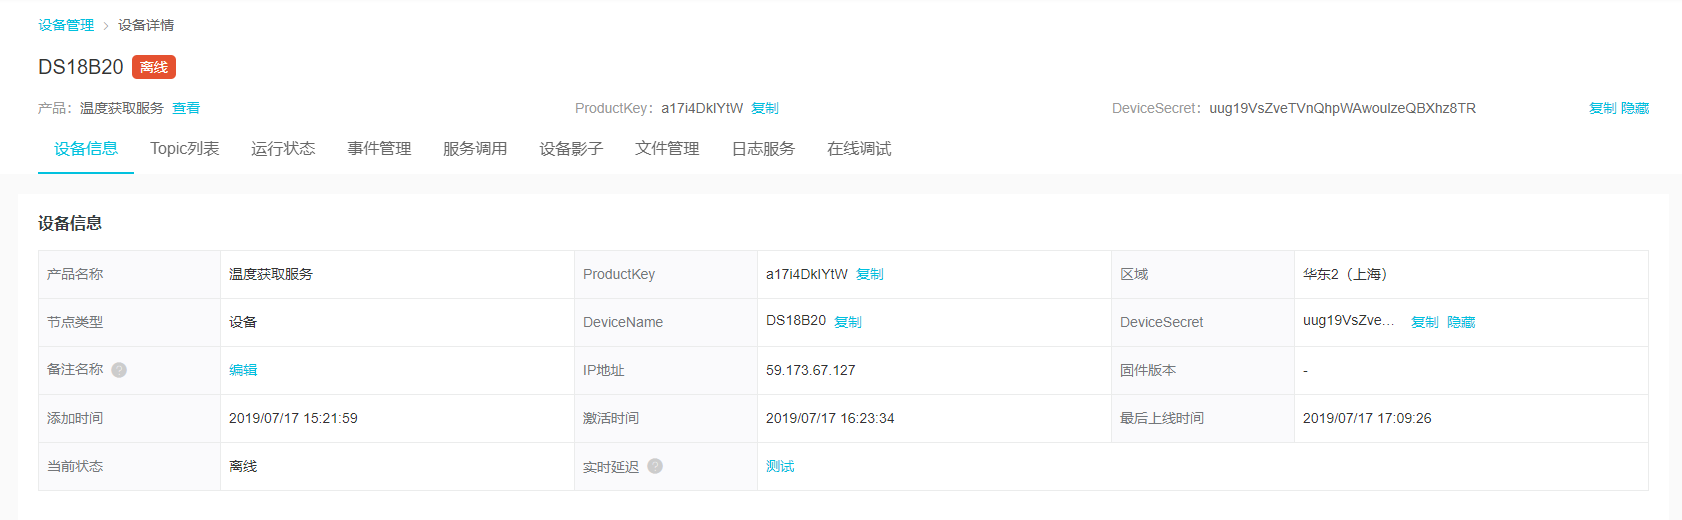 设备管理 > 设备详情
DS18B20 离线
产品：温度获取服务 查看 ProductKey：a17i4DklYtW 复制 DeviceSecret：uug19VsZveTVnQhpWAwoulzeQBXhz8TR 复制 隐藏
设备信息 Topic列表 运行状态 事件管理 服务调用 设备影子 文件管理 日志服务 在线调试
设备信息
产品名称 温度获取服务 ProductKey a17i4DklYtW 复制 区域 华东2（上海）
节点类型 设备 DeviceName DS18B20 复制 DeviceSecret uug19VsZve... 复制 隐藏
备注名称 ? 编辑 IP地址 59.173.67.127 固件版本 -
添加时间 2019/07/17 15:21:59 激活时间 2019/07/17 16:23:34 最后上线时间 2019/07/17 17:09:26
当前状态 离线 实时延迟 ? 测试